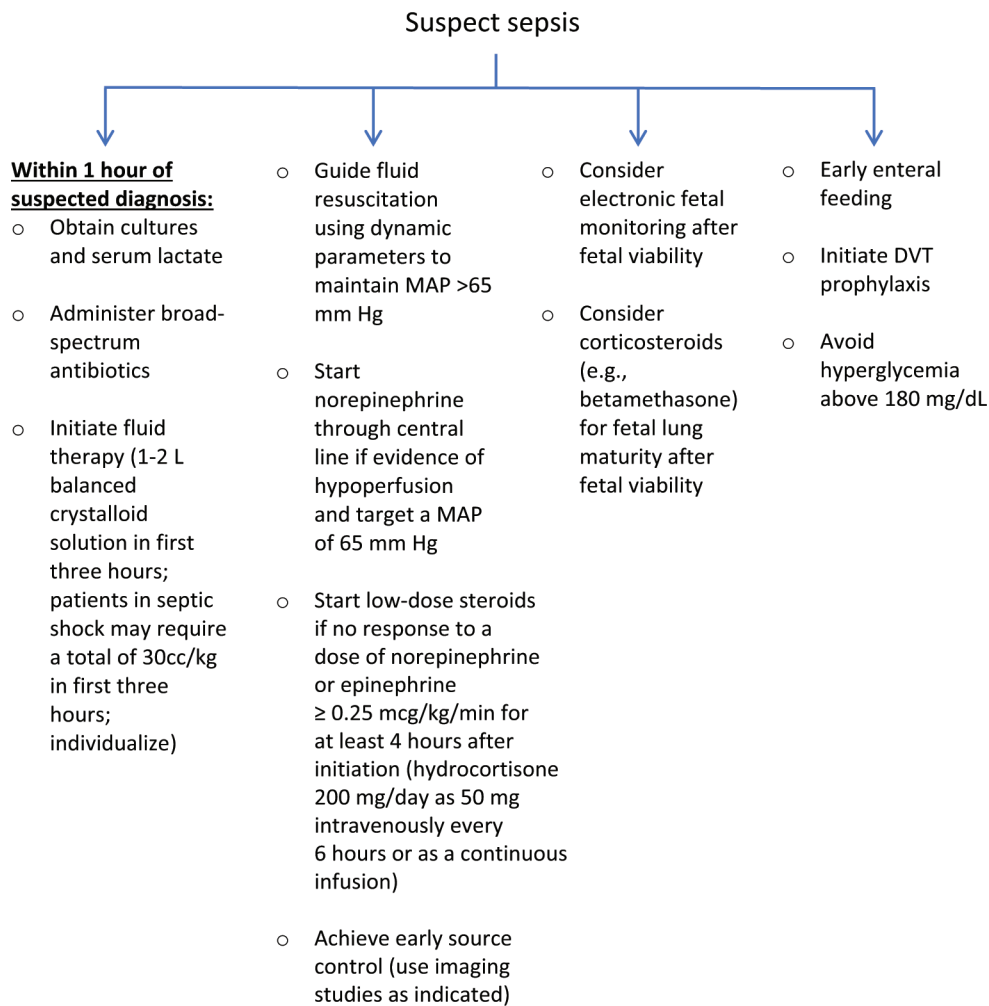 Suspect sepsis
Within 1 hour of
suspected diagnosis:
○ Obtain cultures
and serum lactate
○ Administer broad-
spectrum
antibiotics
○ Initiate fluid
therapy (1-2 L
balanced
crystalloid
solution in first
three hours;
patients in septic
shock may require
a total of 30cc/kg
in first three
hours;
individualize)
○ Guide fluid
resuscitation
using dynamic
parameters to
maintain MAP >65
mm Hg
○ Start
norepinephrine
through central
line if evidence of
hypoperfusion
and target a MAP
of 65 mm Hg
○ Start low-dose steroids
if no response to a
dose of norepinephrine
or epinephrine
≥ 0.25 mcg/kg/min for
at least 4 hours after
initiation (hydrocortisone
200 mg/day as 50 mg
intravenously every
6 hours or as a continuous
infusion)
○ Achieve early source
control (use imaging
studies as indicated)
○ Consider
electronic fetal
monitoring after
fetal viability
○ Consider
corticosteroids
(e.g.,
betamethasone)
for fetal lung
maturity after
fetal viability
○ Early enteral
feeding
○ Initiate DVT
prophylaxis
○ Avoid
hyperglycemia
above 180 mg/dL